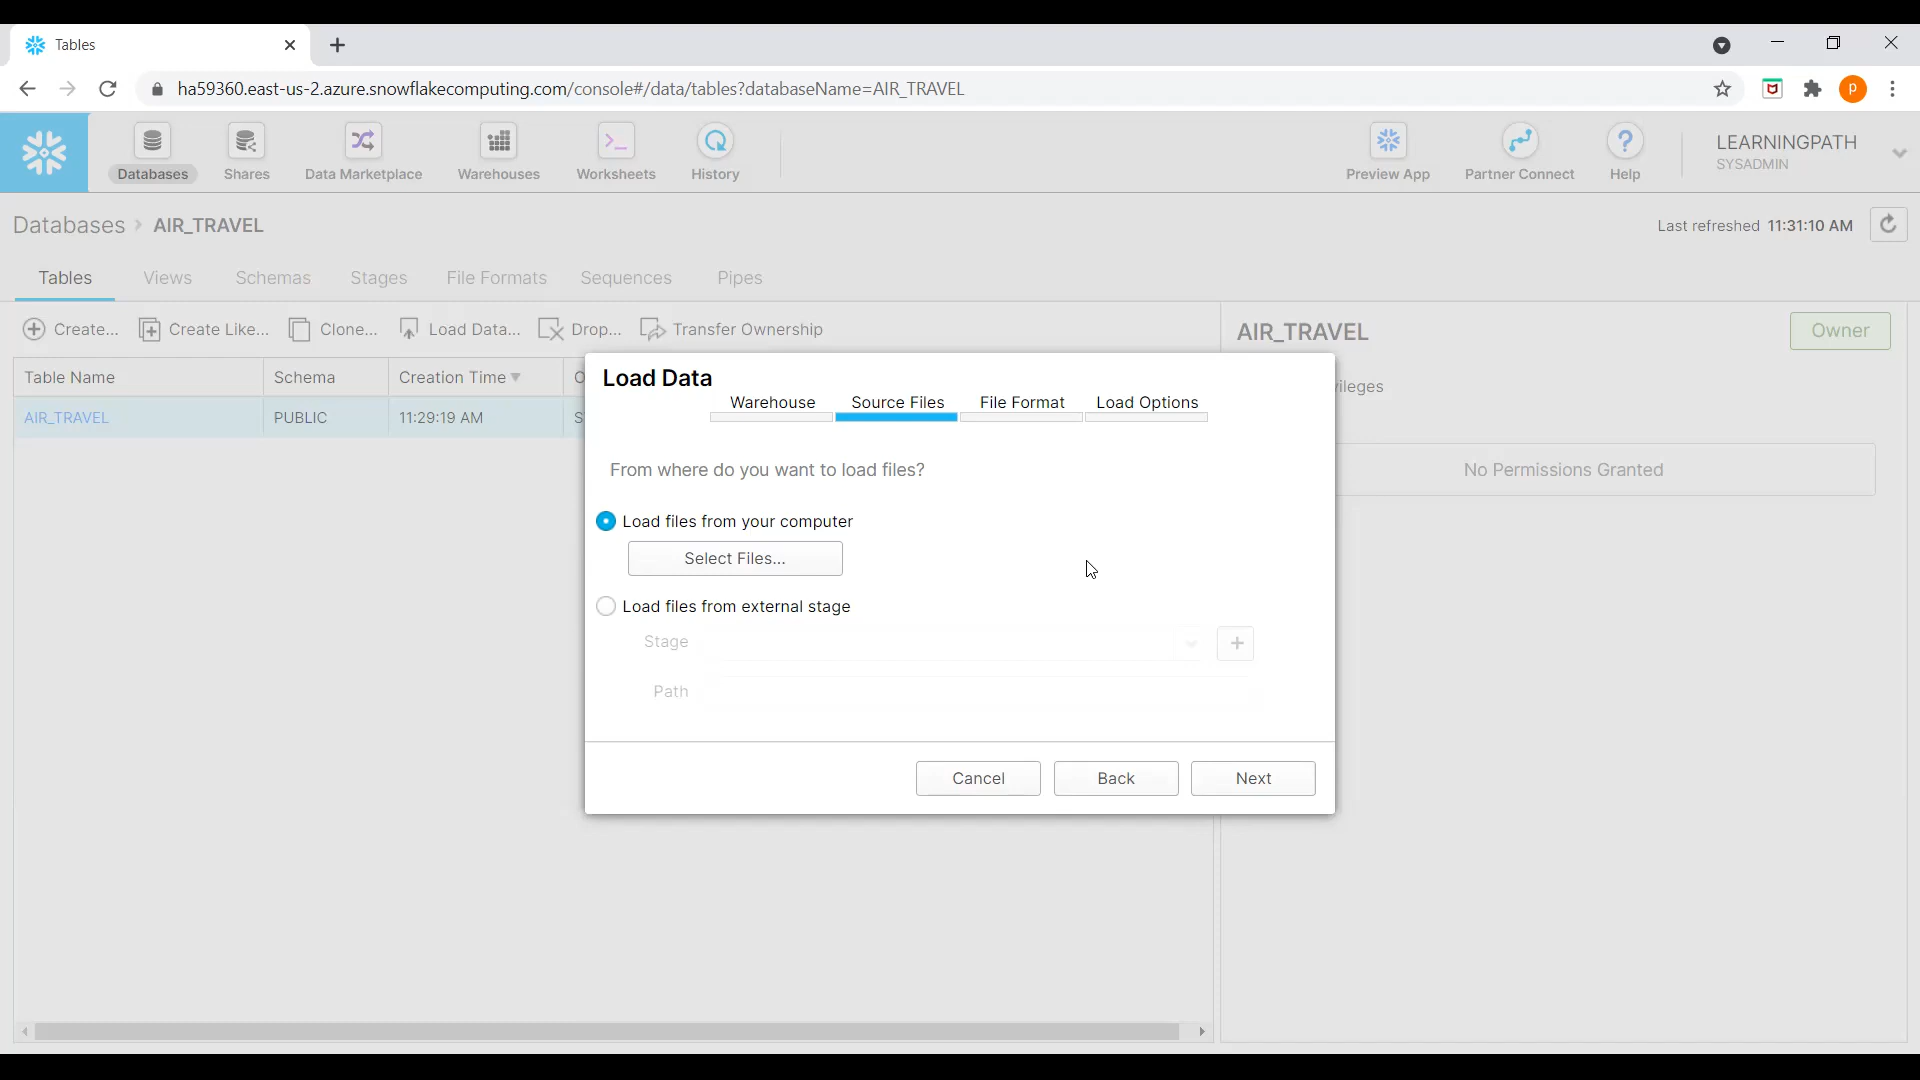 Tables
ha59360.east-us-2.azure.snowflakecomputing.com/console#/data/tables?databaseName=AIR_TRAVEL
P
Databases Shares Data Marketplace Warehouses Worksheets History Preview App Partner Connect Help
LEARNINGPATH
SYSADMIN
Databases > AIR_TRAVEL
Last refreshed 11:31:10 AM
Tables Views Schemas Stages File Formats Sequences Pipes
Create... Create Like... Clone... Load Data... Drop... Transfer Ownership
AIR_TRAVEL
Owner
Table Name Schema Creation Time
AIR_TRAVEL PUBLIC 11:29:19 AM
No Permissions Granted
Load Data
Warehouse Source Files File Format Load Options
From where do you want to load files?
Load files from your computer
Select Files...
Load files from external stage
Stage
+
Path
Cancel Back Next